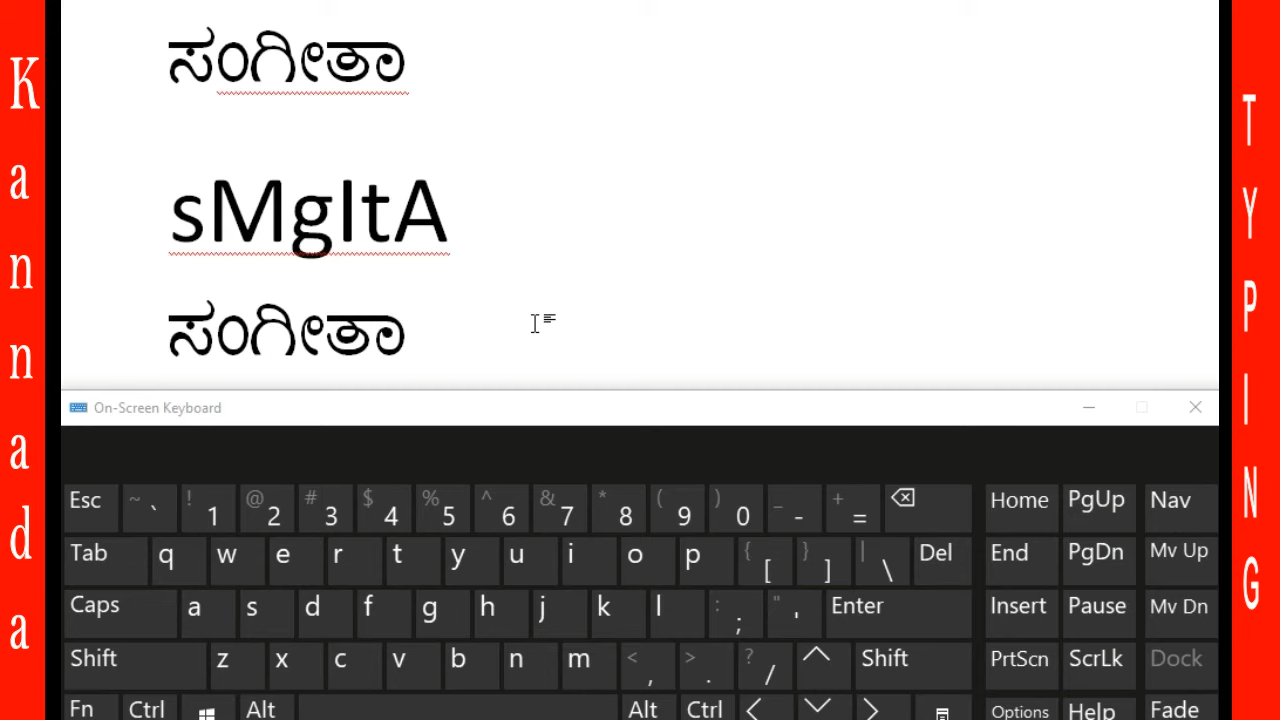 Kannada
ಸಂಗೀತಾ
sMgItA
ಸಂಗೀತಾ
TYPING
On-Screen Keyboard
Esc ~ ` ! 1 @ 2 # 3 $ 4 % 5 ^ 6 & 7 * 8 ( 9 ) 0 _ - + = Home PgUp Nav
Tab q w e r t y u i o p { [ } ] | \ Del End PgDn Mv Up
Caps a s d f g h j k l : ; " ' Enter Insert Pause Mv Dn
Shift z x c v b n m < , > . ? / Shift PrtScn ScrLk Dock
Fn Ctrl Alt Alt Ctrl Options Help Fade